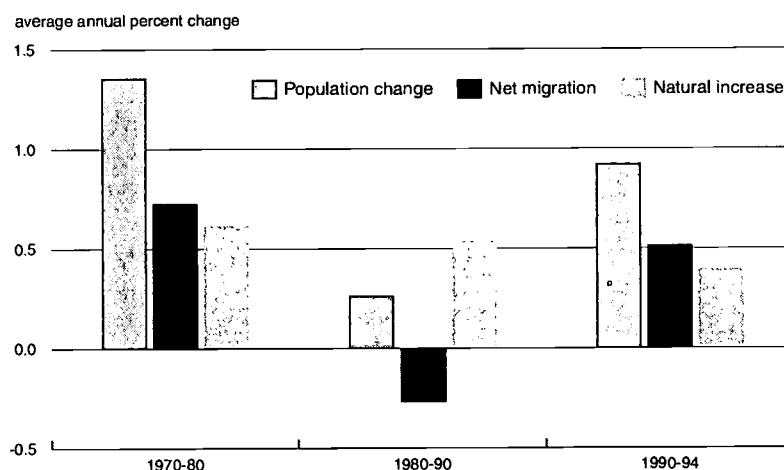 average annual percent change
1.5
Population change Net migration Natural increase
1.0
0.5
0.0
-0.5
1970-80 1980-90 1990-94